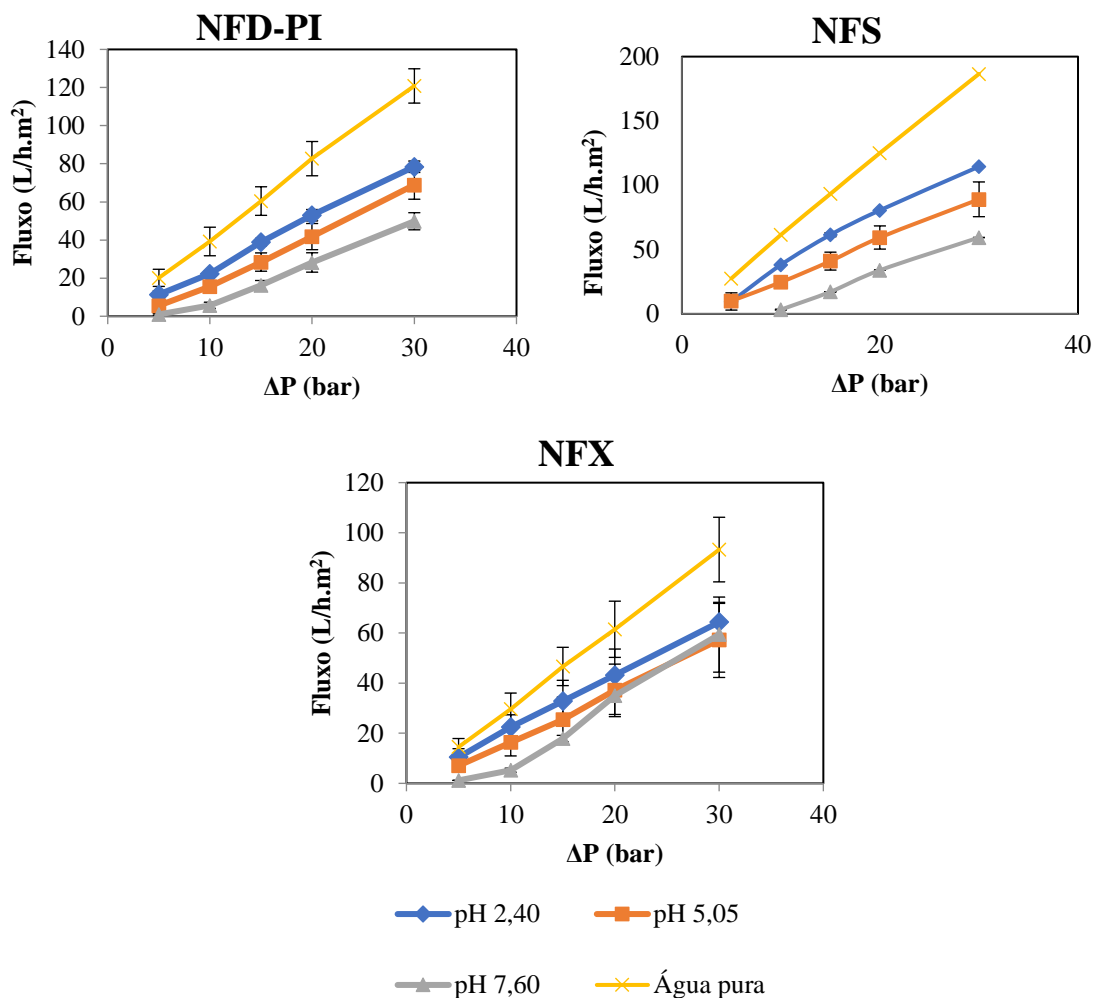 NFD-PI
140
120
100
80
60
40
20
0
Fluxo (L/h.m²)
0 10 20 30 40
ΔP (bar)
NFS
200
150
100
50
0
Fluxo (L/h.m²)
0 20 40
ΔP (bar)
NFX
120
100
80
60
40
20
0
Fluxo (L/h.m²)
0 10 20 30 40
ΔP (bar)
pH 2,40 pH 5,05
pH 7,60 Água pura